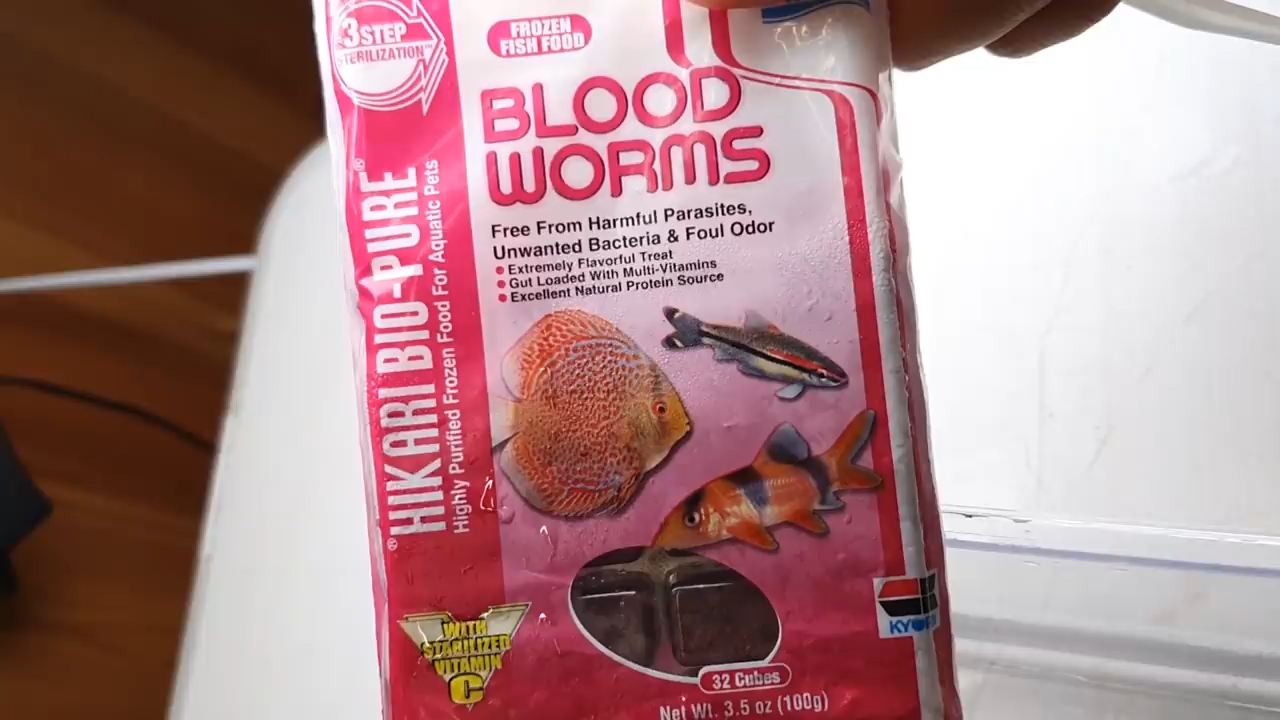 3 STEP
STERILIZATION™
FROZEN
FISH FOOD
BLOOD
WORMS
Free From Harmful Parasites,
Unwanted Bacteria & Foul Odor
Extremely Flavorful Treat
Gut Loaded With Multi-Vitamins
Excellent Natural Protein Source
®HIKARI BIO-PURE®
Highly Purified Frozen Food For Aquatic Pets
WITH
STABILIZED
VITAMIN
C
32 Cubes
Net Wt. 3.5 oz (100g)